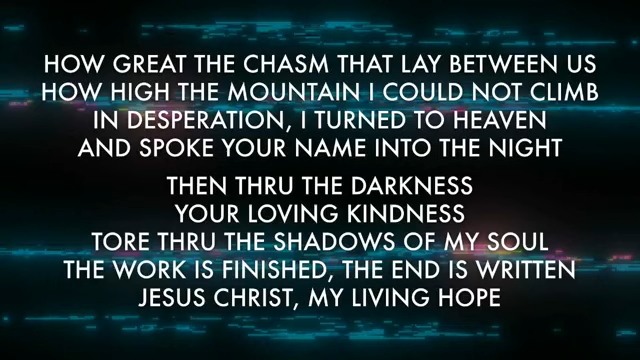 HOW GREAT THE CHASM THAT LAY BETWEEN US
HOW HIGH THE MOUNTAIN I COULD NOT CLIMB
IN DESPERATION, I TURNED TO HEAVEN
AND SPOKE YOUR NAME INTO THE NIGHT
THEN THRU THE DARKNESS
YOUR LOVING KINDNESS
TORE THRU THE SHADOWS OF MY SOUL
THE WORK IS FINISHED, THE END IS WRITTEN
JESUS CHRIST, MY LIVING HOPE